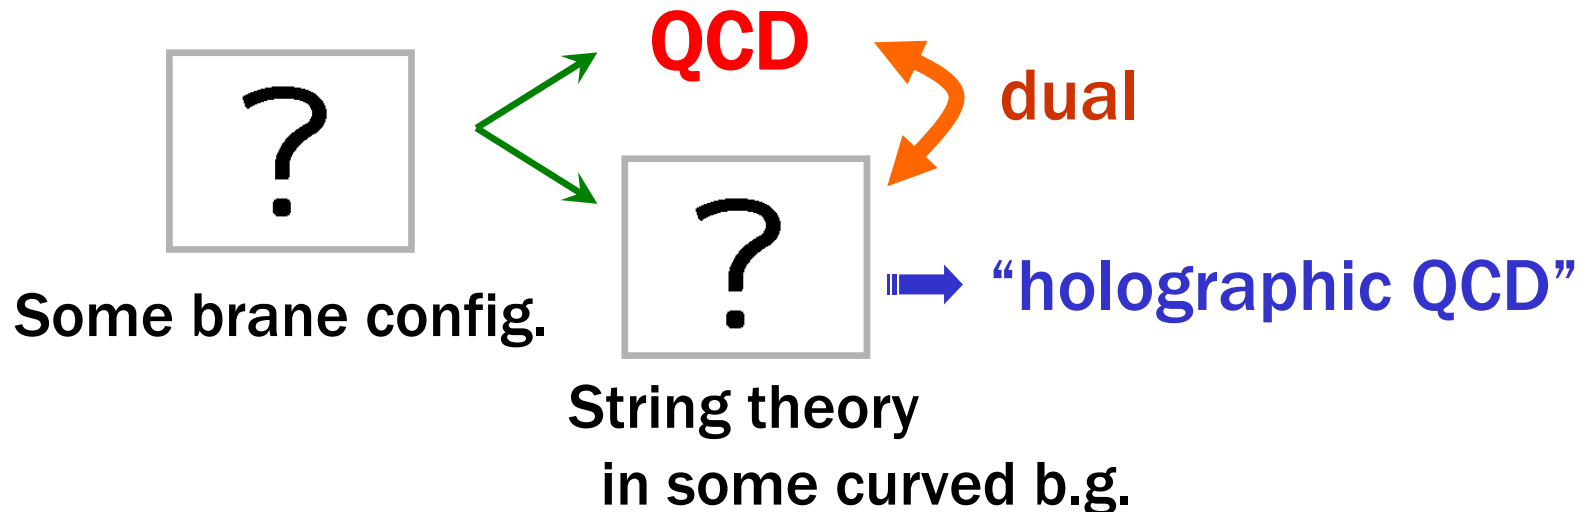 QCD
dual
?
Some brane config.
?
“holographic QCD”
String theory
in some curved b.g.